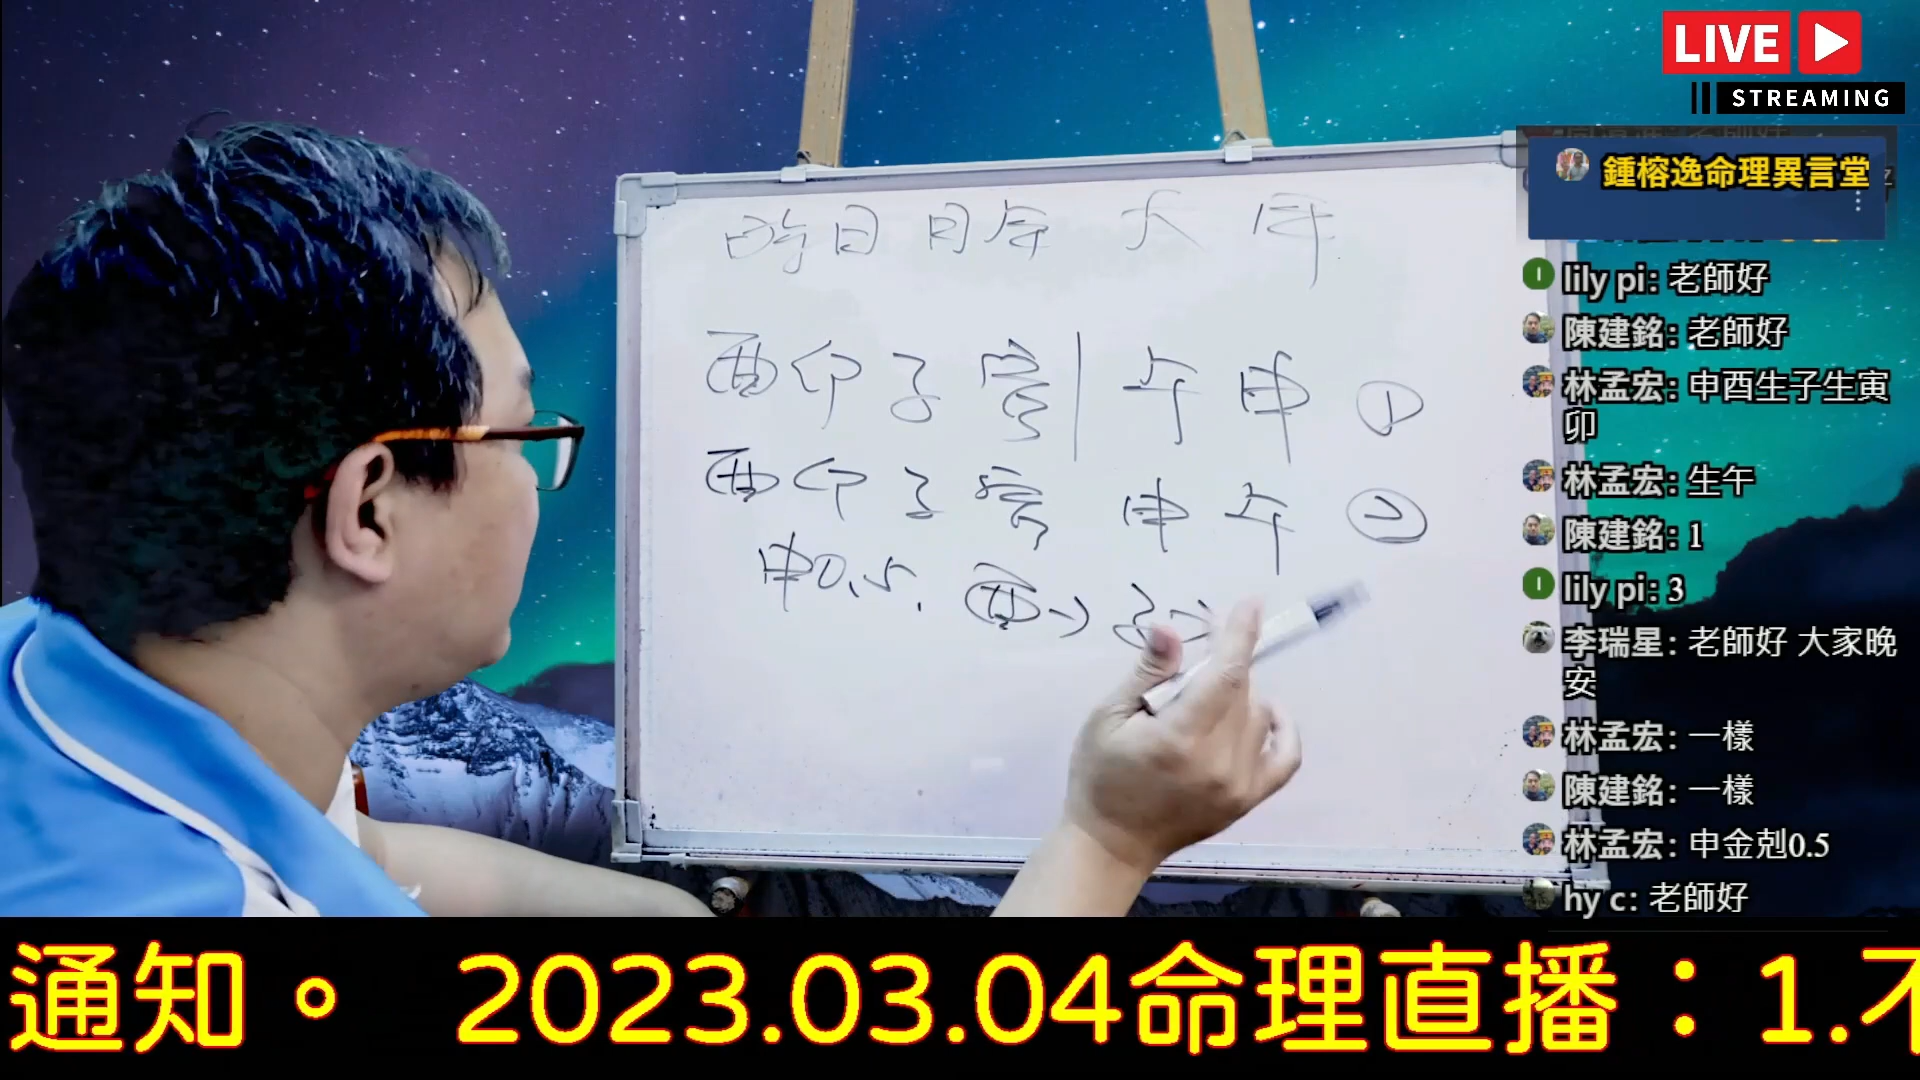 LIVE
STREAMING
鍾榕逸命理異言堂
lily pi: 老師好
陳建銘: 老師好
林孟宏: 申酉生子生寅
卯
林孟宏: 生午
陳建銘: 1
lily pi: 3
李瑞星: 老師好 大家晚
安
林孟宏: 一樣
陳建銘: 一樣
林孟宏: 申金剋0.5
hy c: 老師好
時日月年 大 年
酉卯子寅 | 午申 ①
酉卯子寅 申午 ②
申0.5. 酉→子→
通知。 2023.03.04命理直播：1.不